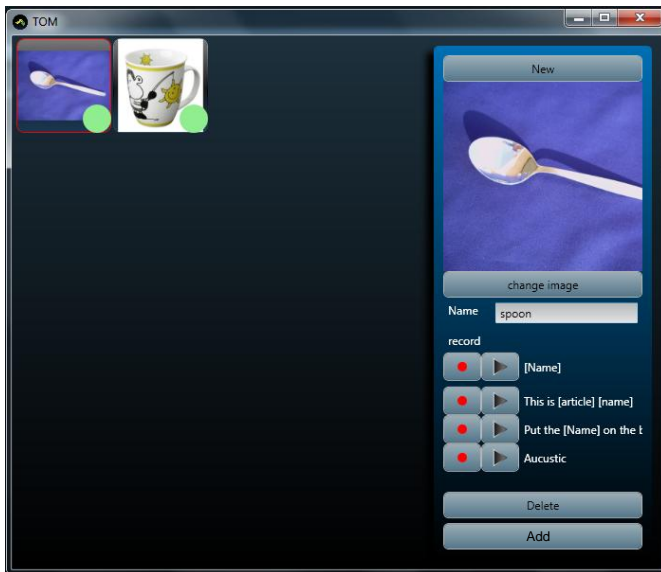 TOM
New
change image
Name
spoon
record
[Name]
This is [article] [name]
Put the [Name] on the b
Aucustic
Delete
Add